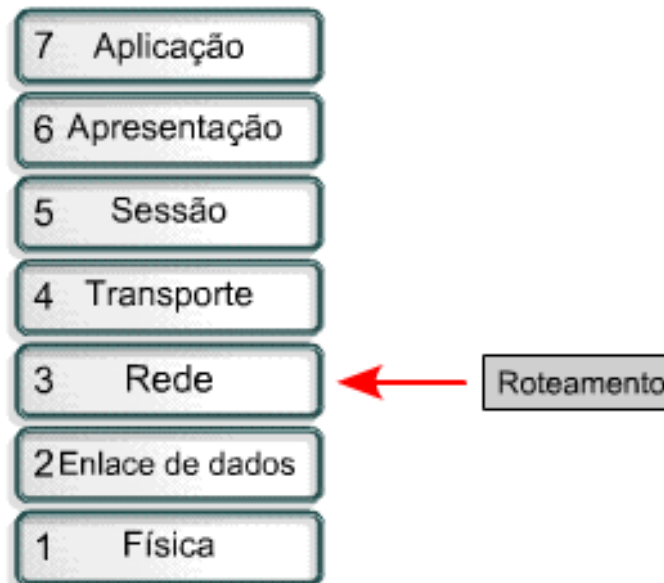 7 Aplicação
6 Apresentação
5 Sessão
4 Transporte
3 Rede
Roteamento
2 Enlace de dados
1 Física